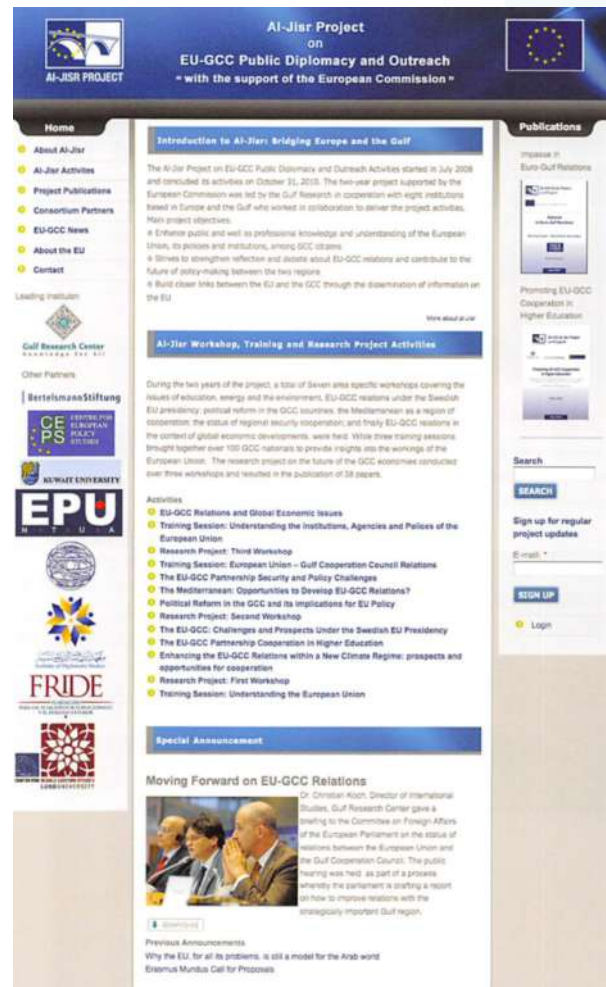 Al-Jisr Project
on
EU-GCC Public Diplomacy and Outreach
" with the support of the European Commission "
AL-JISR PROJECT
Home
About Al-Jisr
Al-Jisr Activites
Project Publications
Consortium Partners
EU-GCC News
About the EU
Contact
Leading Institution
Gulf Research Center
Knowledge for All
Other Partners
BertelsmannStiftung
CEPS
CENTRE FOR
EUROPEAN
POLICY
STUDIES
KUWAIT UNIVERSITY
EPU
N·T·U·A
Institute of Diplomatic Studies
FRIDE
LUND UNIVERSITY
Introduction to Al-Jisr: Bridging Europe and the Gulf
The Al-Jisr Project on EU-GCC Public Diplomacy and Outreach Activities started in July 2008
and concluded its activities on October 31, 2010. The two-year project supported by the
European Commission was led by the Gulf Research in cooperation with eight institutions
based in Europe and the Gulf who worked in collaboration to deliver the project activities.
Main project objectives:
Enhance public and well as professional knowledge and understanding of the European
Union, its policies and institutions, among GCC citizens.
Strives to strengthen reflection and debate about EU-GCC relations and contribute to the
future of policy-making between the two regions.
Build closer links between the EU and the GCC through the dissemination of information on
the EU
More about al-Jisr
Al-Jisr Workshop, Training and Research Project Activities
During the two years of the project, a total of Seven area specific workshops covering the
issues of education, energy and the environment, EU-GCC relations under the Swedish
EU presidency; political reform in the GCC countries; the Mediterranean as a region of
cooperation; the status of regional security cooperation; and finally EU-GCC relations in
the context of global economic developments, were held. While three training sessions
brought together over 100 GCC nationals to provide insights into the workings of the
European Union. The research project on the future of the GCC economies conducted
over three workshops and resulted in the publication of 38 papers.
Activities
EU-GCC Relations and Global Economic Issues
Training Session: Understanding the Institutions, Agencies and Polices of the
European Union
Research Project: Third Workshop
Training Session: European Union – Gulf Cooperation Council Relations
The EU-GCC Partnership Security and Policy Challenges
The Mediterranean: Opportunities to Develop EU-GCC Relations?
Political Reform in the GCC and its Implications for EU Policy
Research Project: Second Workshop
The EU-GCC: Challenges and Prospects Under the Swedish EU Presidency
The EU-GCC Partnership Cooperation in Higher Education
Enhancing the EU-GCC Relations within a New Climate Regime: prospects and
opportunities for cooperation
Research Project: First Workshop
Training Session: Understanding the European Union
Special Announcement
Moving Forward on EU-GCC Relations
Dr. Christian Koch, Director of International
Studies, Gulf Research Center gave a
briefing to the Committee on Foreign Affairs
of the European Parliament on the status of
relations between the European Union and
the Gulf Cooperation Council. The public
hearing was held, as part of a process
whereby the parliament is drafting a report
on how to improve relations with the
strategically important Gulf region.
Download
Previous Announcements
Why the EU, for all its problems, is still a model for the Arab world
Erasmus Mundus Call for Proposals
Publications
Impasse in
Euro-Gulf Relations
Promoting EU-GCC
Cooperation in
Higher Education
Search
SEARCH
Sign up for regular
project updates
E-mail: *
SIGN UP
Login